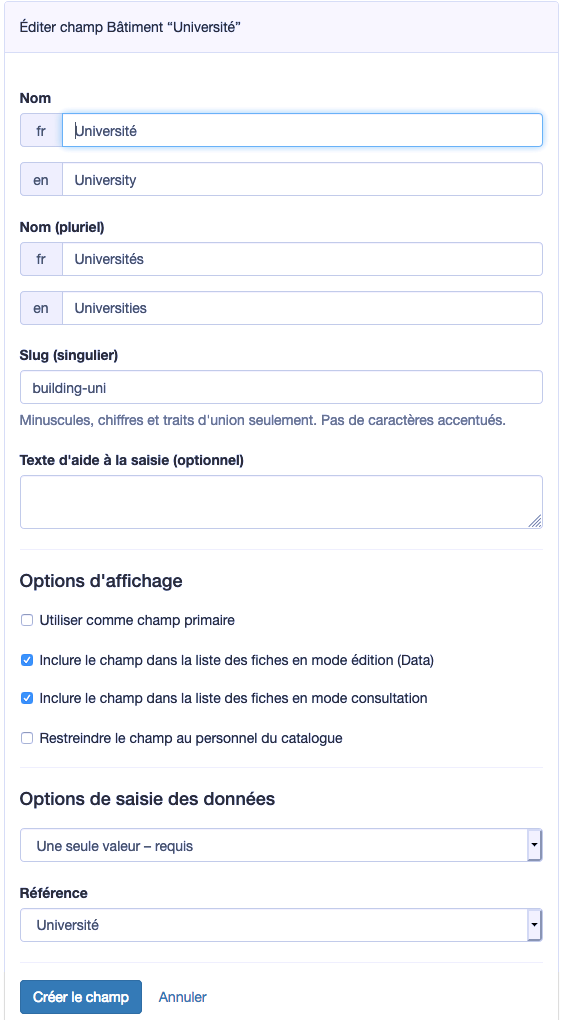 Éditer champ Bâtiment “Université”
Nom
fr Université
en University
Nom (pluriel)
fr Universités
en Universities
Slug (singulier)
building-uni
Minuscules, chiffres et traits d'union seulement. Pas de caractères accentués.
Texte d'aide à la saisie (optionnel)
Options d'affichage
Utiliser comme champ primaire
Inclure le champ dans la liste des fiches en mode édition (Data)
Inclure le champ dans la liste des fiches en mode consultation
Restreindre le champ au personnel du catalogue
Options de saisie des données
Une seule valeur – requis
Référence
Université
Créer le champ Annuler